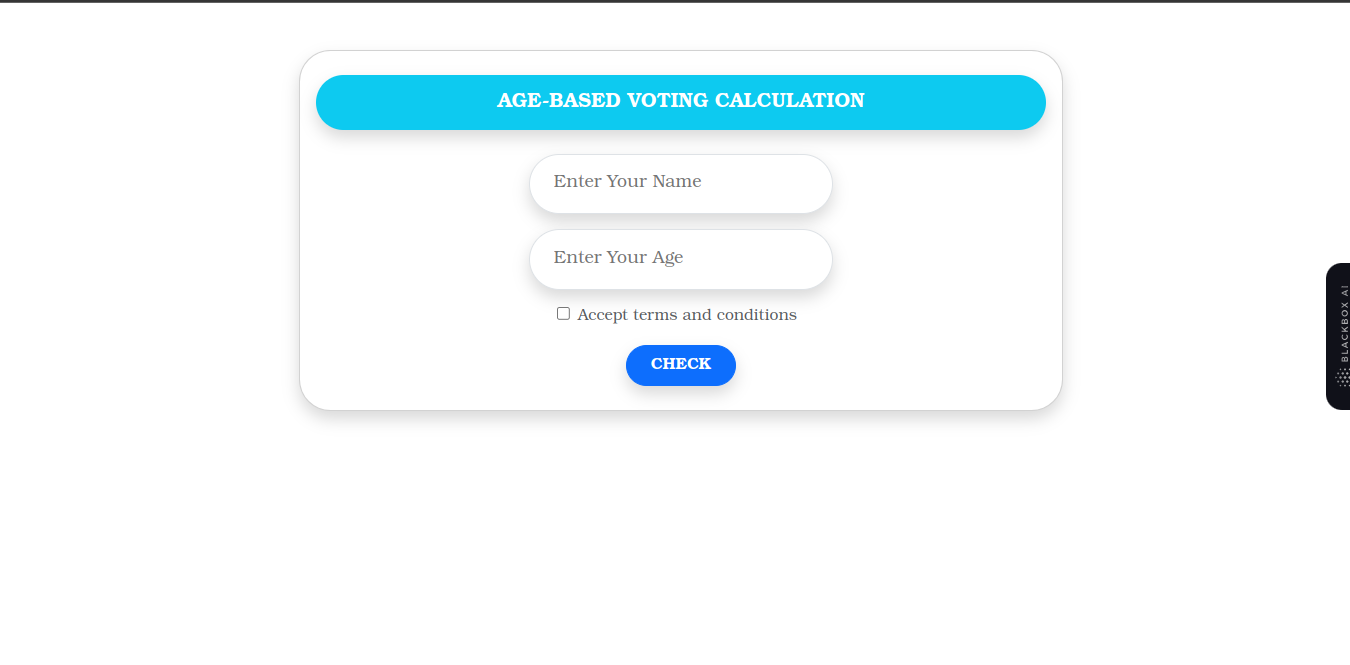 AGE-BASED VOTING CALCULATION
Enter Your Name
Enter Your Age
Accept terms and conditions
CHECK
BLACKBOX AI